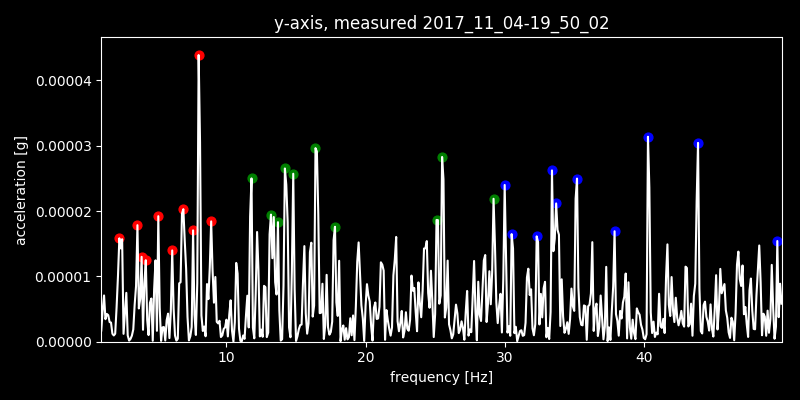 y-axis, measured 2017_11_04-19_50_02
0.00004
0.00003
0.00002
0.00001
0.00000
acceleration [g]
10 20 30 40
frequency [Hz]